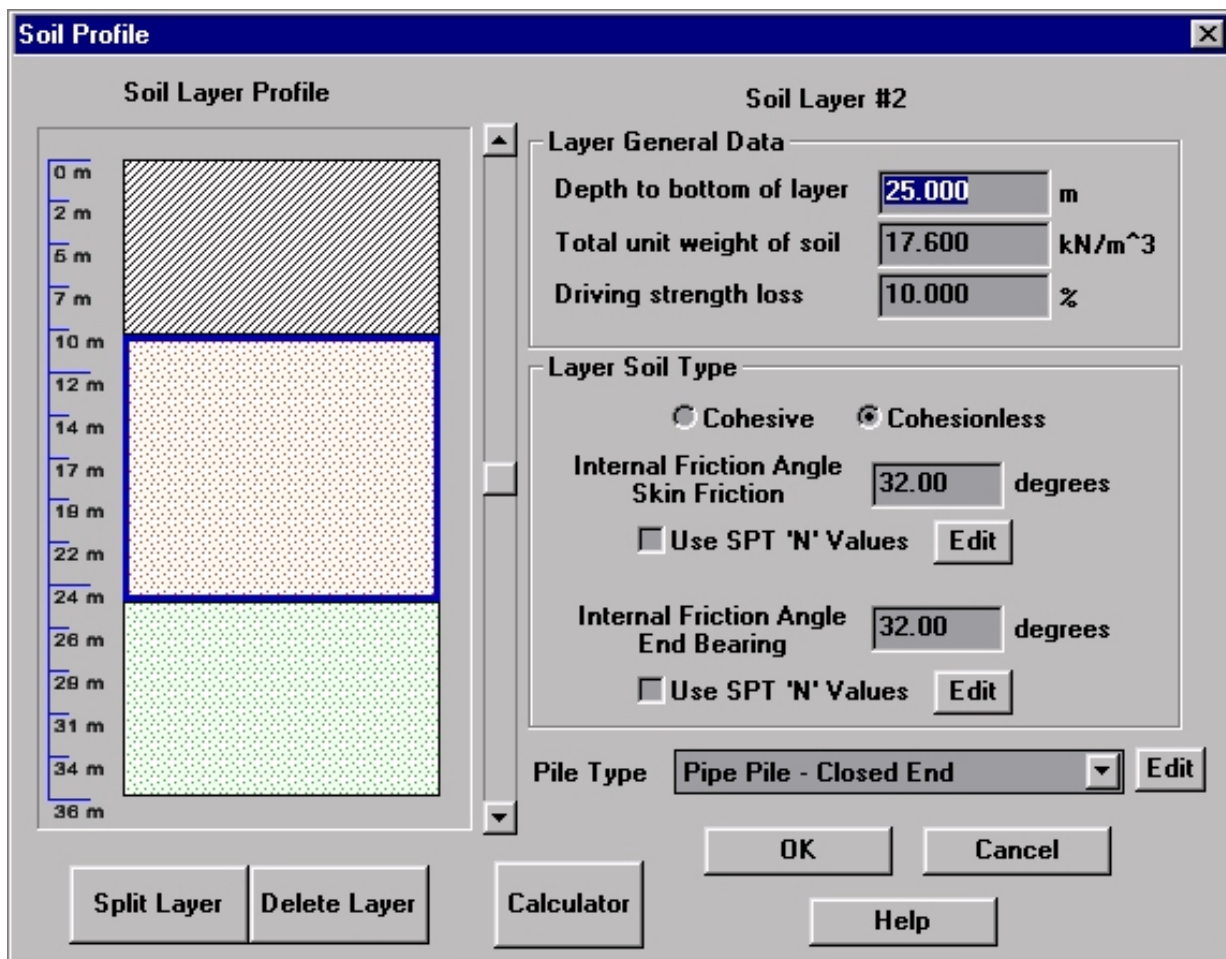 Soil Profile
Soil Layer Profile
0 m
2 m
5 m
7 m
10 m
12 m
14 m
17 m
19 m
22 m
24 m
26 m
29 m
31 m
34 m
36 m
Split Layer
Delete Layer
Calculator
Soil Layer #2
Layer General Data
Depth to bottom of layer 25.000 m
Total unit weight of soil 17.600 kN/m^3
Driving strength loss 10.000 %
Layer Soil Type
Cohesive Cohesionless
Internal Friction Angle
Skin Friction 32.00 degrees
Use SPT 'N' Values Edit
Internal Friction Angle
End Bearing 32.00 degrees
Use SPT 'N' Values Edit
Pile Type Pipe Pile - Closed End Edit
OK Cancel
Help